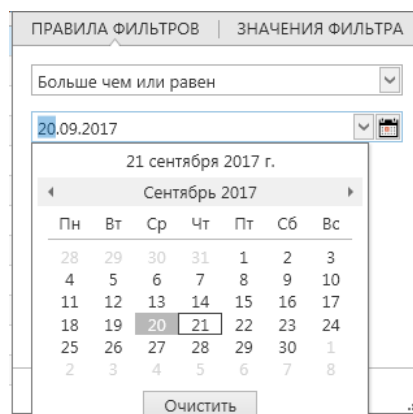 ПРАВИЛА ФИЛЬТРОВ | ЗНАЧЕНИЯ ФИЛЬТРА
Больше чем или равен
20.09.2017
21 сентября 2017 г.
Сентябрь 2017
Пн Вт Ср Чт Пт Сб Вс
28 29 30 31 1 2 3
4 5 6 7 8 9 10
11 12 13 14 15 16 17
18 19 20 21 22 23 24
25 26 27 28 29 30 1
2 3 4 5 6 7 8
Очистить